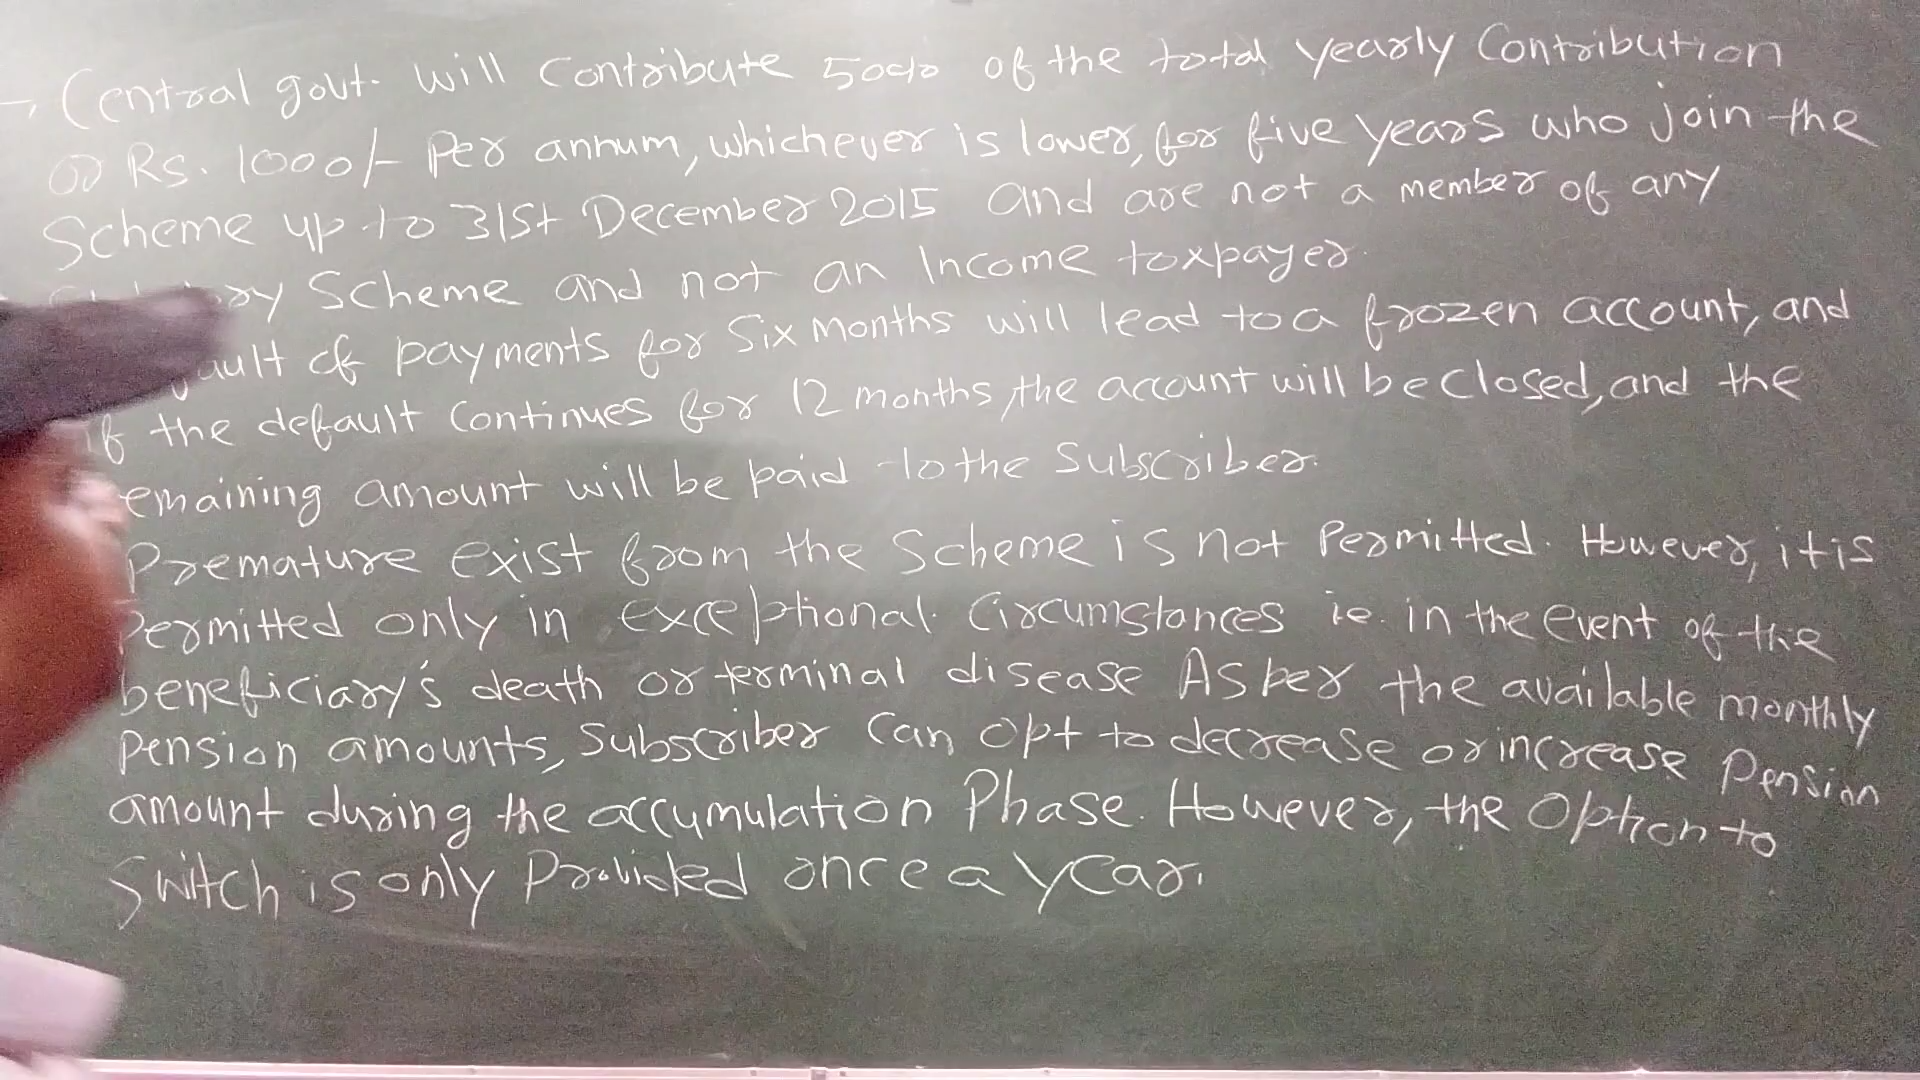 → Central govt. will contribute 50% of the total yearly Contribution
or Rs. 1000/- Per annum, whichever is lower, for five years who join the
Scheme up to 31st December 2015 and are not a member of any
Scheme and not an Income toxpayer.
of payments for six months will lead to a frozen account, and
if the default continues for 12 months, the account will be closed, and the
emaining amount will be paid to the subscriber.
Premature exist from the Scheme is not Permitted. However, it is
Permitted only in exceptional. Circumstances ie. in the event of the
beneficiary's death or terminal disease As per the available monthly
pension amounts, subscriber can opt to decrease or increase pension
amount during the accumulation Phase. However, the option to
Switch is only Provided once a year.